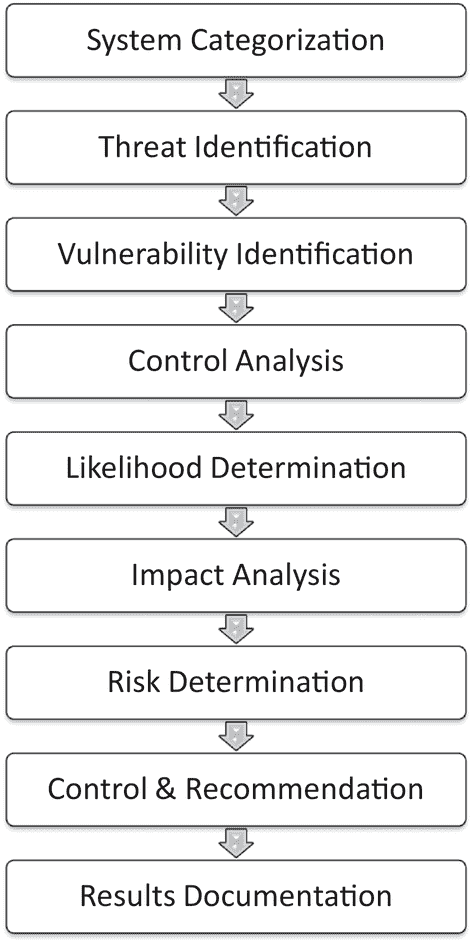 System Categorization
Threat Identification
Vulnerability Identification
Control Analysis
Likelihood Determination
Impact Analysis
Risk Determination
Control & Recommendation
Results Documentation